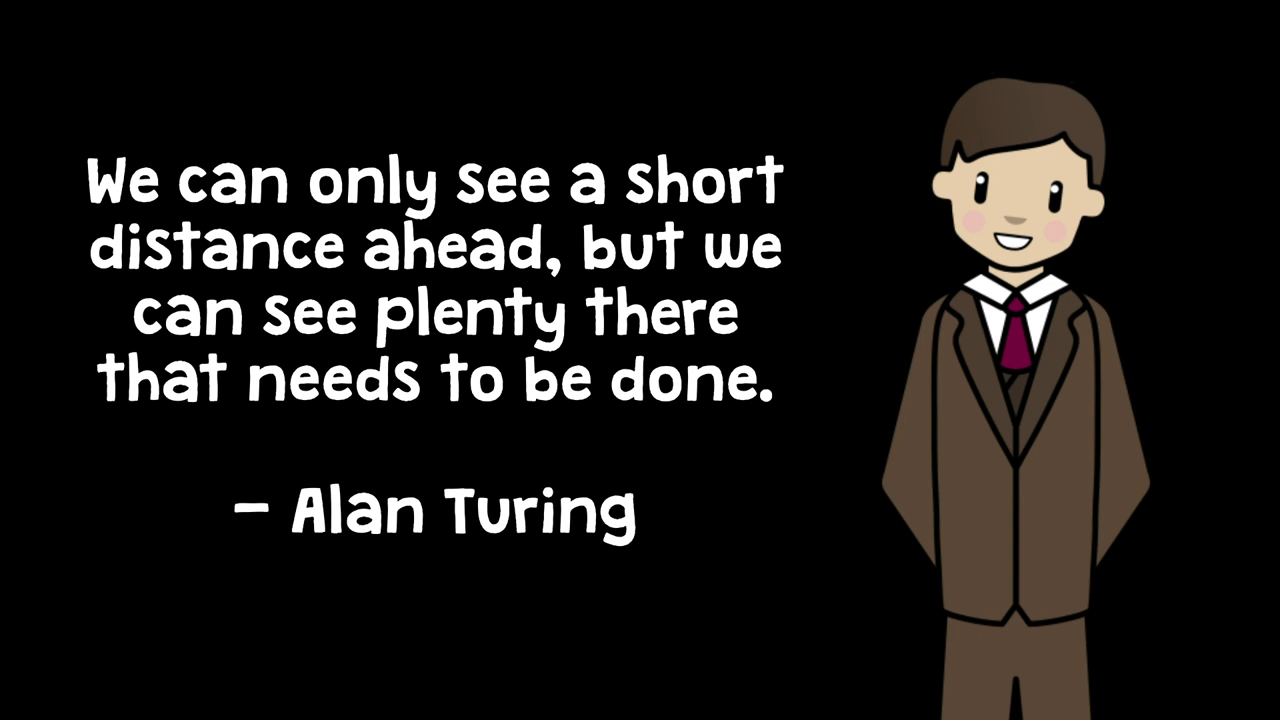 We can only see a short
distance ahead, but we
can see plenty there
that needs to be done.
– Alan Turing